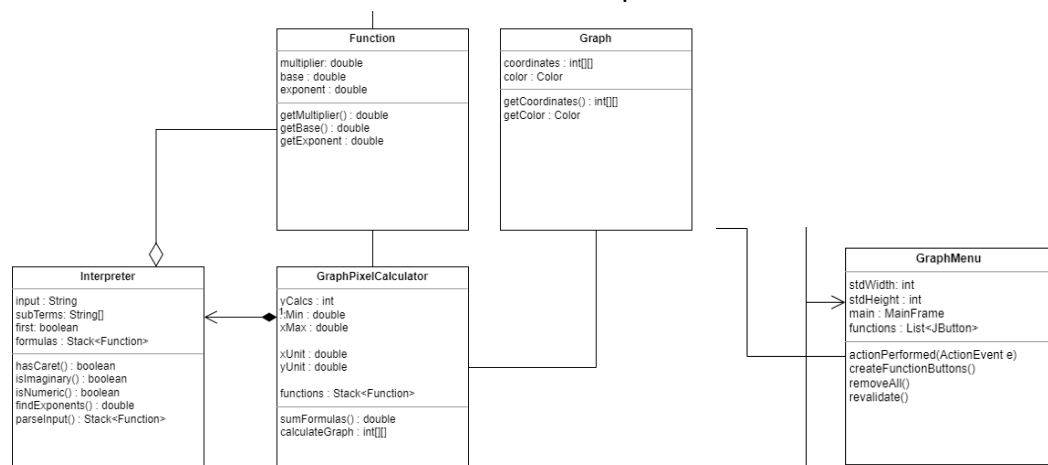 Function
multiplier: double
base : double
exponent : double
getMultiplier() : double
getBase() : double
getExponent : double
Graph
coordinates : int[][]
color : Color
getCoordinates() : int[][]
getColor : Color
Interpreter
input : String
subTerms: String[]
first: boolean
formulas : Stack<Function>
hasCaret() : boolean
isImaginary() : boolean
isNumeric() : boolean
findExponents() : double
parseInput() : Stack<Function>
GraphPixelCalculator
yCalcs : int
Min : double
xMax : double
xUnit : double
yUnit : double
functions : Stack<Function>
sumFormulas() : double
calculateGraph : int[][]
GraphMenu
stdWidth: int
stdHeight : int
main : MainFrame
functions : List<JButton>
actionPerformed(ActionEvent e)
createFunctionButtons()
removeAll()
revalidate()